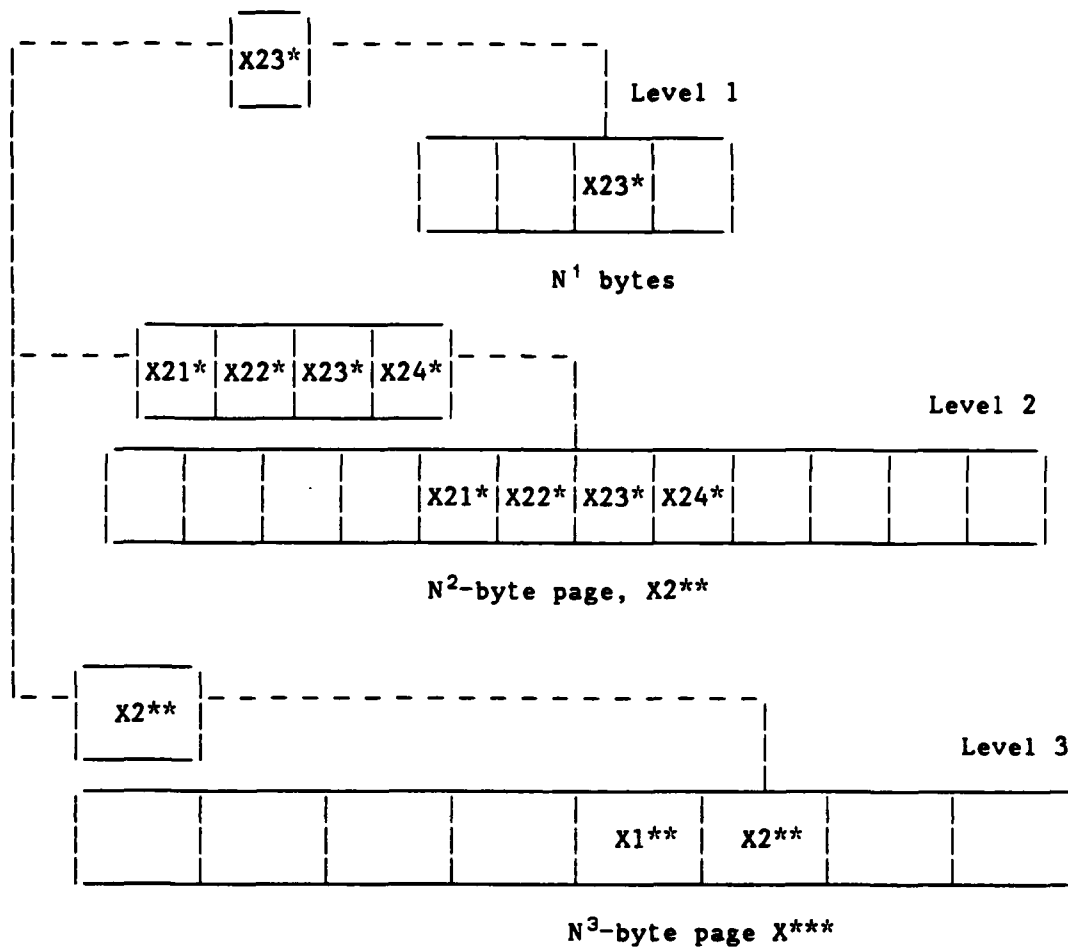 X23*
Level 1
X23*
N¹ bytes
X21* X22* X23* X24*
Level 2
X21* X22* X23* X24*
N²-byte page, X2**
X2**
Level 3
X1** X2**
N³-byte page X***